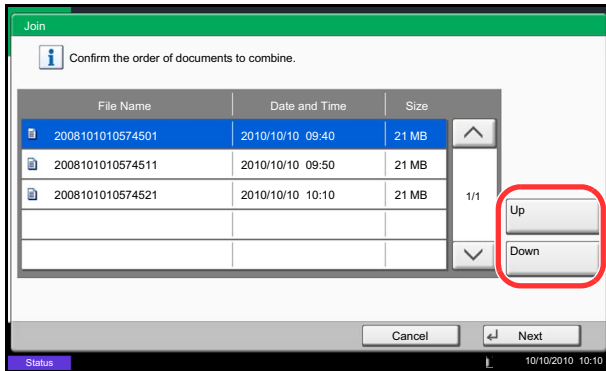 Join
Confirm the order of documents to combine.
File Name Date and Time Size
2008101010574501 2010/10/10 09:40 21 MB
2008101010574511 2010/10/10 09:50 21 MB
2008101010574521 2010/10/10 10:10 21 MB
1/1
Up
Down
Cancel Next
Status 10/10/2010 10:10